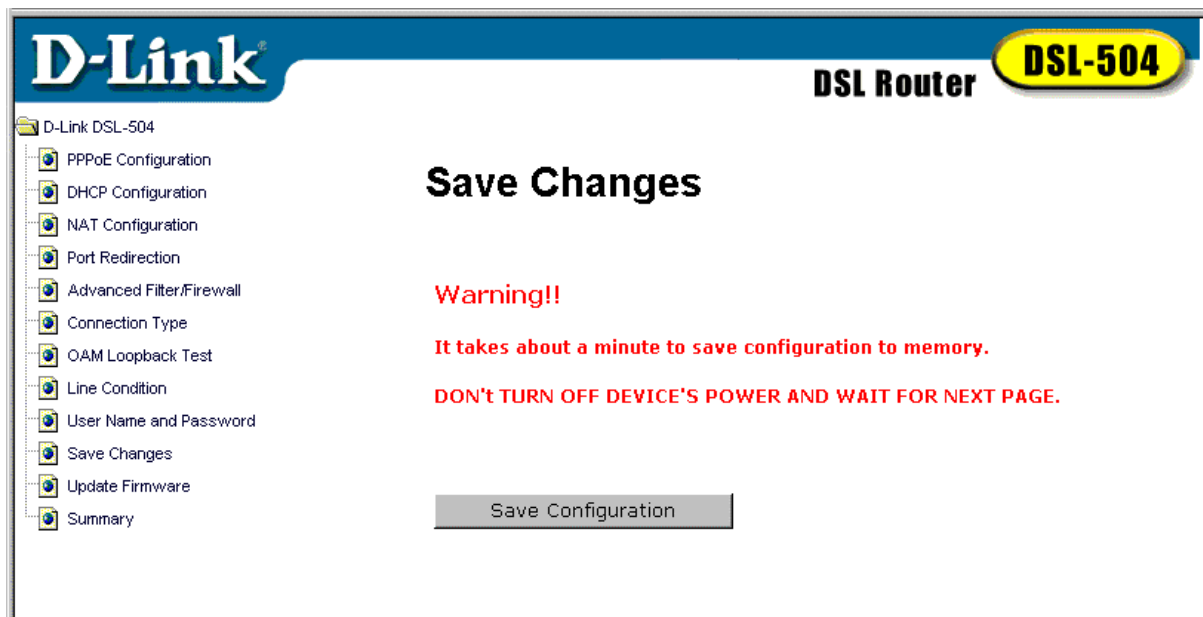 D-Link®
DSL Router DSL-504
D-Link DSL-504
PPPoE Configuration
DHCP Configuration
NAT Configuration
Port Redirection
Advanced Filter/Firewall
Connection Type
OAM Loopback Test
Line Condition
User Name and Password
Save Changes
Update Firmware
Summary
Save Changes
Warning!!
It takes about a minute to save configuration to memory.
DON't TURN OFF DEVICE'S POWER AND WAIT FOR NEXT PAGE.
Save Configuration